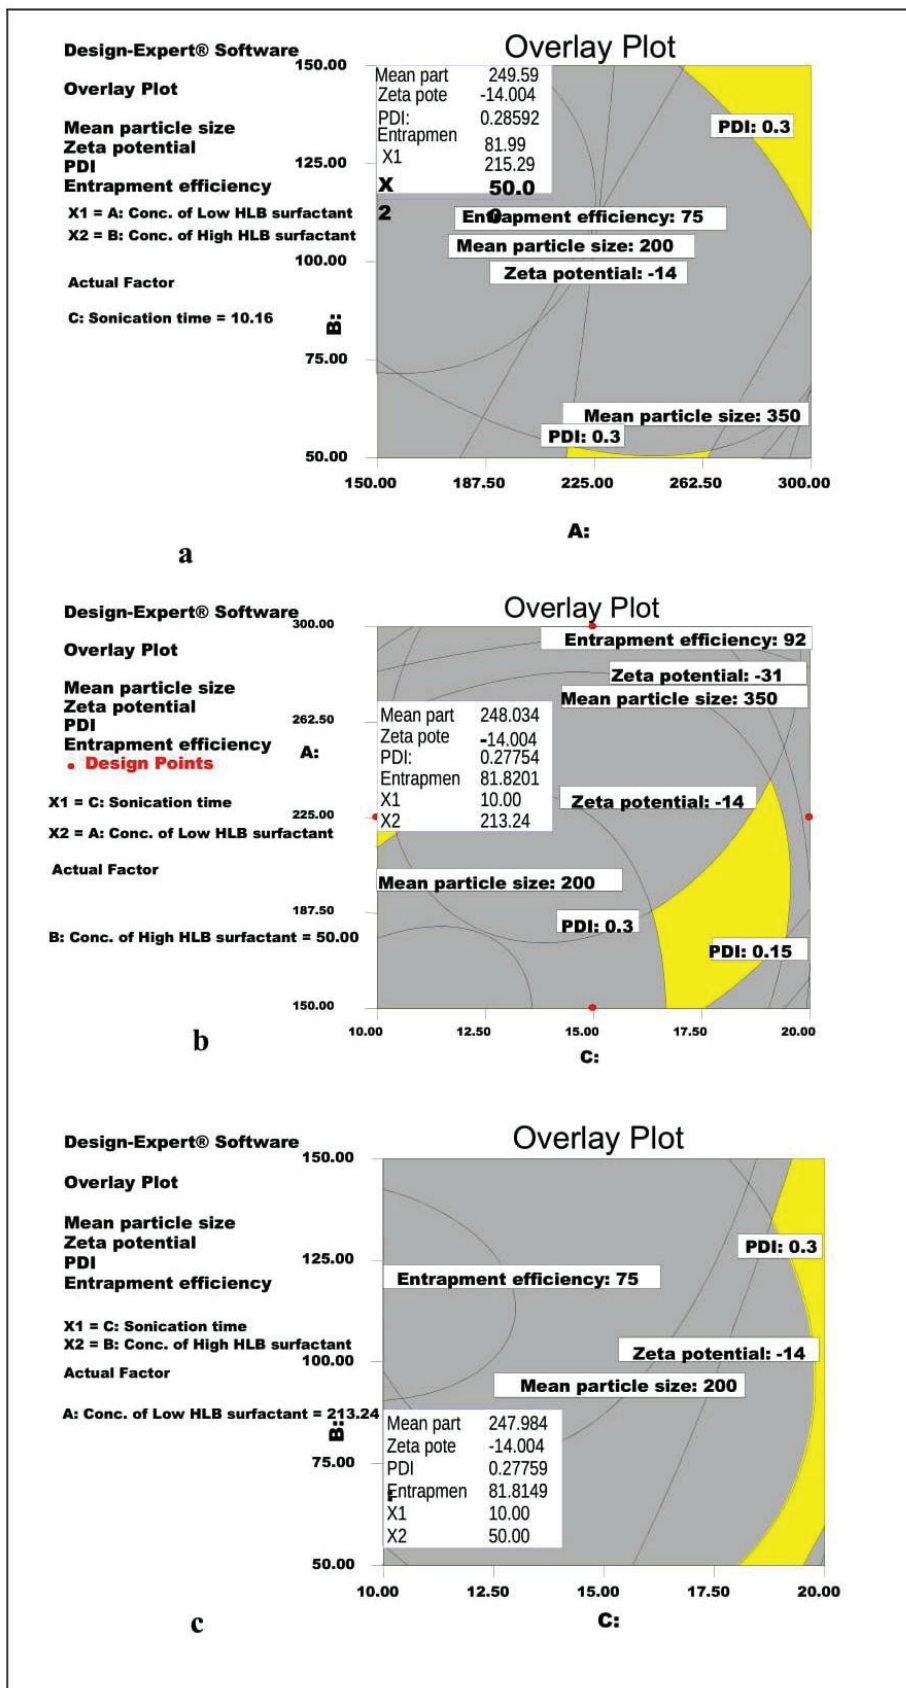 Design-Expert® Software
Overlay Plot
Mean particle size
Zeta potential
PDI
Entrapment efficiency
X1 = A: Conc. of Low HLB surfactant
X2 = B: Conc. of High HLB surfactant
Actual Factor
C: Sonication time = 10.16
Overlay Plot
150.00
125.00
100.00
75.00
50.00
B:
Mean part 249.59
Zeta pote -14.004
PDI: 0.28592
Entrapmen 81.99
X1 215.29
X2 50.00
PDI: 0.3
Entrapment efficiency: 75
Mean particle size: 200
Zeta potential: -14
Mean particle size: 350
PDI: 0.3
150.00 187.50 225.00 262.50 300.00
A:
a
Design-Expert® Software
Overlay Plot
Mean particle size
Zeta potential
PDI
Entrapment efficiency
Design Points
X1 = C: Sonication time
X2 = A: Conc. of Low HLB surfactant
Actual Factor
B: Conc. of High HLB surfactant = 50.00
Overlay Plot
300.00
262.50
225.00
187.50
150.00
A:
Entrapment efficiency: 92
Zeta potential: -31
Mean particle size: 350
Mean part 248.034
Zeta pote -14.004
PDI: 0.27754
Entrapmen 81.8201
X1 10.00
X2 213.24
Zeta potential: -14
Mean particle size: 200
PDI: 0.3
PDI: 0.15
10.00 12.50 15.00 17.50 20.00
C:
b
Design-Expert® Software
Overlay Plot
Mean particle size
Zeta potential
PDI
Entrapment efficiency
X1 = C: Sonication time
X2 = B: Conc. of High HLB surfactant
Actual Factor
A: Conc. of Low HLB surfactant = 213.24
Overlay Plot
150.00
125.00
100.00
75.00
50.00
B:
PDI: 0.3
Entrapment efficiency: 75
Zeta potential: -14
Mean particle size: 200
Mean part 247.984
Zeta pote -14.004
PDI 0.27759
Entrapmen 81.8149
X1 10.00
X2 50.00
10.00 12.50 15.00 17.50 20.00
C:
c